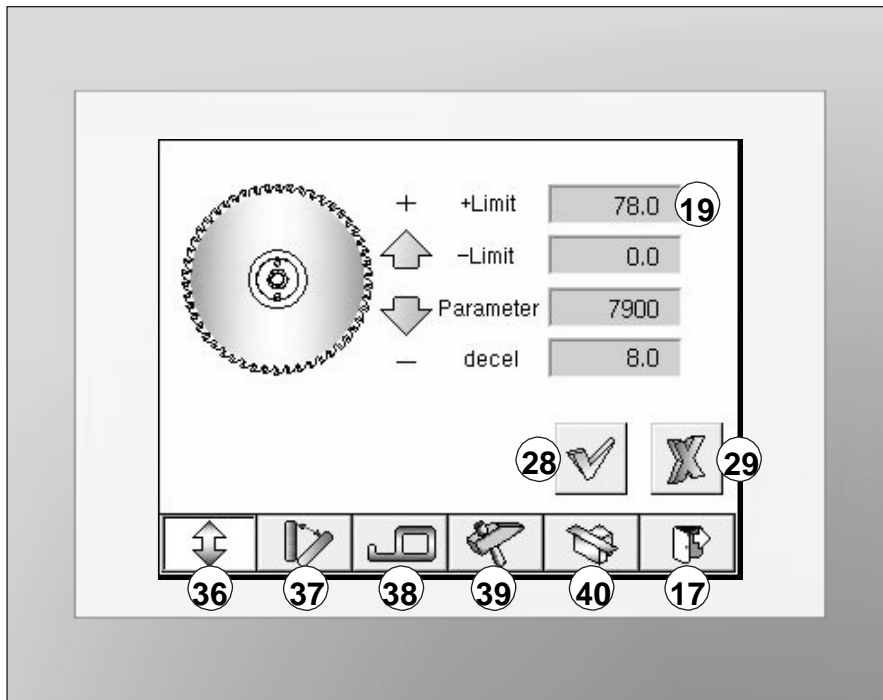 + +Limit 78.0 19
−Limit 0.0
Parameter 7900
− decel 8.0
28 29
36 37 38 39 40 17